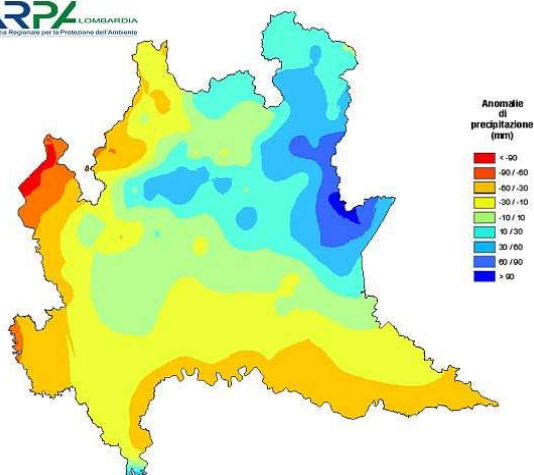 ARPA LOMBARDIA
Regionale per la Protezione dell'Ambiente
Anomalie
di
precipitazione
(mm)
< -90
-90 / -60
-60 / -30
-30 / -10
-10 / 10
10 / 30
30 / 60
60 / 90
> 90